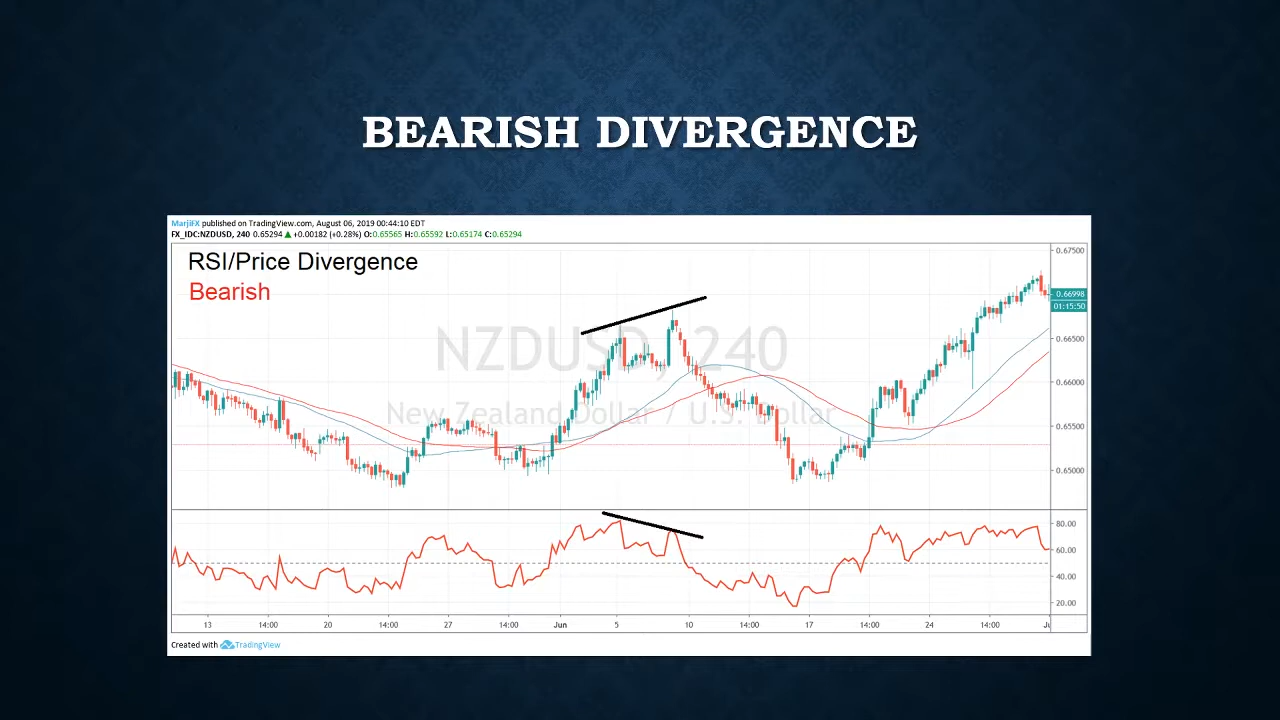 BEARISH DIVERGENCE
MarjiFX published on TradingView.com, August 06, 2019 00:44:10 EDT
FX_IDC:NZDUSD, 240 0.65294 ▲ +0.00182 (+0.28%) O:0.65565 H:0.65592 L:0.65174 C:0.65294
RSI/Price Divergence
Bearish
NZDUSD, 240
New Zealand Dollar / U.S. Dollar
0.67500
0.66998
01:15:50
0.66500
0.66000
0.65500
0.65000
80.00
60.00
40.00
20.00
13 14:00 20 14:00 27 14:00 Jun 5 14:00 10 14:00 17 14:00 24 14:00
Created with TradingView